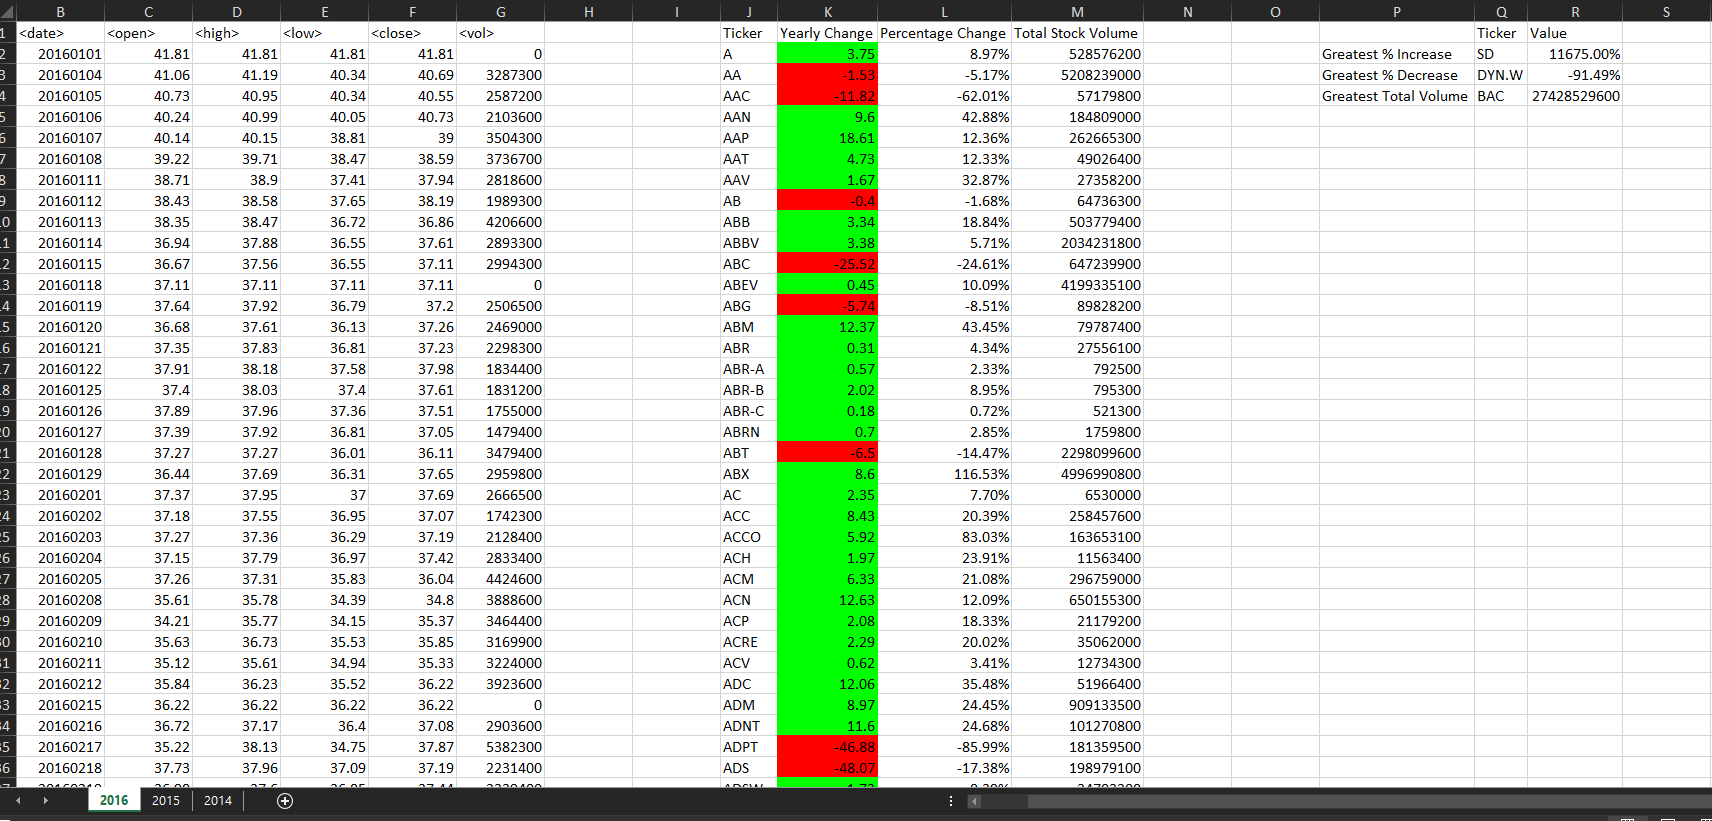 B C D E F G H I J K L M N O P Q R S
1 <date> <open> <high> <low> <close> <vol> Ticker Yearly Change Percentage Change Total Stock Volume Ticker Value
2 20160101 41.81 41.81 41.81 41.81 0 A 3.75 8.97% 528576200 Greatest % Increase SD 11675.00%
3 20160104 41.06 41.19 40.34 40.69 3287300 AA -1.53 -5.17% 5208239000 Greatest % Decrease DYN.W -91.49%
4 20160105 40.73 40.95 40.34 40.55 2587200 AAC -11.82 -62.01% 57179800 Greatest Total Volume BAC 27428529600
5 20160106 40.24 40.99 40.05 40.73 2103600 AAN 9.6 42.88% 184809000
6 20160107 40.14 40.15 38.81 39 3504300 AAP 18.61 12.36% 262665300
7 20160108 39.22 39.71 38.47 38.59 3736700 AAT 4.73 12.33% 49026400
8 20160111 38.71 38.9 37.41 37.94 2818600 AAV 1.67 32.87% 27358200
9 20160112 38.43 38.58 37.65 38.19 1989300 AB -0.4 -1.68% 64736300
0 20160113 38.35 38.47 36.72 36.86 4206600 ABB 3.34 18.84% 503779400
1 20160114 36.94 37.88 36.55 37.61 2893300 ABBV 3.38 5.71% 2034231800
2 20160115 36.67 37.56 36.55 37.11 2994300 ABC -25.52 -24.61% 647239900
3 20160118 37.11 37.11 37.11 37.11 0 ABEV 0.45 10.09% 4199335100
4 20160119 37.64 37.92 36.79 37.2 2506500 ABG -5.74 -8.51% 89828200
5 20160120 36.68 37.61 36.13 37.26 2469000 ABM 12.37 43.45% 79787400
6 20160121 37.35 37.83 36.81 37.23 2298300 ABR 0.31 4.34% 27556100
7 20160122 37.91 38.18 37.58 37.98 1834400 ABR-A 0.57 2.33% 792500
8 20160125 37.4 38.03 37.4 37.61 1831200 ABR-B 2.02 8.95% 795300
9 20160126 37.89 37.96 37.36 37.51 1755000 ABR-C 0.18 0.72% 521300
0 20160127 37.39 37.92 36.81 37.05 1479400 ABRN 0.7 2.85% 1759800
1 20160128 37.27 37.27 36.01 36.11 3479400 ABT -6.5 -14.47% 2298099600
2 20160129 36.44 37.69 36.31 37.65 2959800 ABX 8.6 116.53% 4996990800
3 20160201 37.37 37.95 37 37.69 2666500 AC 2.35 7.70% 6530000
4 20160202 37.18 37.55 36.95 37.07 1742300 ACC 8.43 20.39% 258457600
5 20160203 37.27 37.36 36.29 37.19 2128400 ACCO 5.92 83.03% 163653100
6 20160204 37.15 37.79 36.97 37.42 2833400 ACH 1.97 23.91% 11563400
7 20160205 37.26 37.31 35.83 36.04 4424600 ACM 6.33 21.08% 296759000
8 20160208 35.61 35.78 34.39 34.8 3888600 ACN 12.63 12.09% 650155300
9 20160209 34.21 35.77 34.15 35.37 3464400 ACP 2.08 18.33% 21179200
0 20160210 35.63 36.73 35.53 35.85 3169900 ACRE 2.29 20.02% 35062000
1 20160211 35.12 35.61 34.94 35.33 3224000 ACV 0.62 3.41% 12734300
2 20160212 35.84 36.23 35.52 36.22 3923600 ADC 12.06 35.48% 51966400
3 20160215 36.22 36.22 36.22 36.22 0 ADM 8.97 24.45% 909133500
4 20160216 36.72 37.17 36.4 37.08 2903600 ADNT 11.6 24.68% 101270800
5 20160217 35.22 38.13 34.75 37.87 5382300 ADPT -46.88 -85.99% 181359500
6 20160218 37.73 37.96 37.09 37.19 2231400 ADS -48.07 -17.38% 198979100
2016 2015 2014